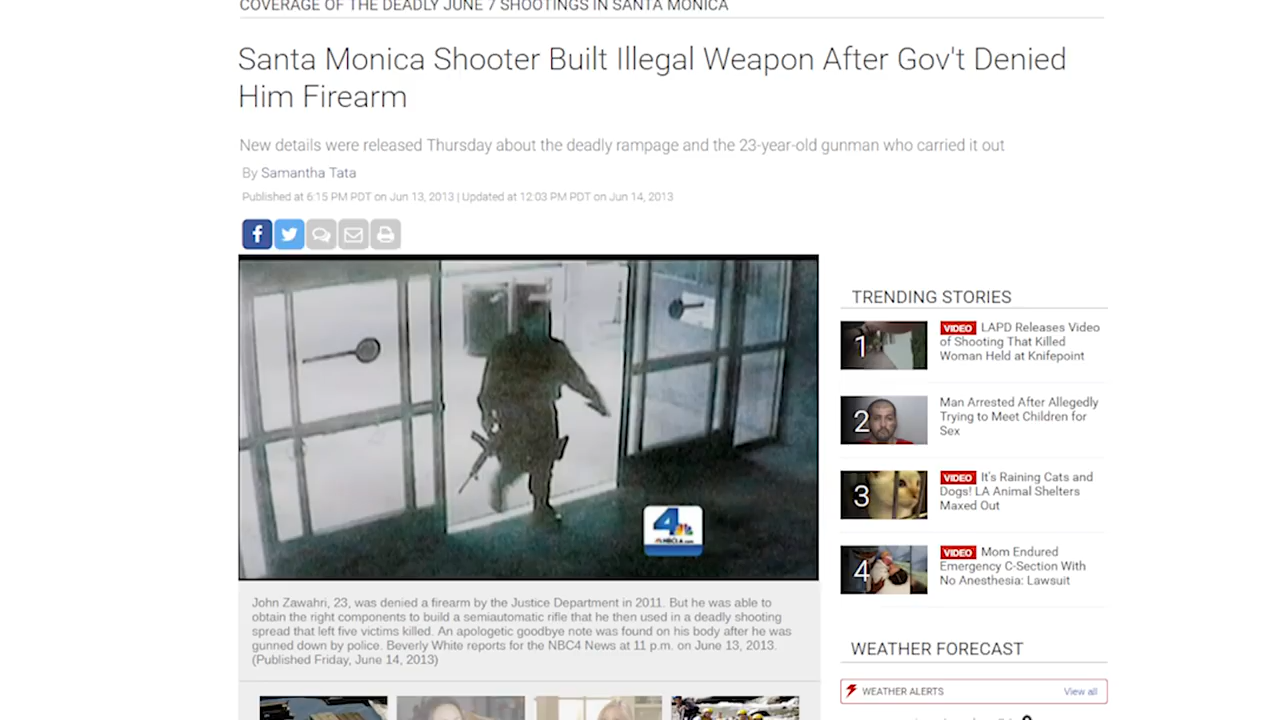 COVERAGE OF THE DEADLY JUNE 7 SHOOTINGS IN SANTA MONICA
Santa Monica Shooter Built Illegal Weapon After Gov't Denied
Him Firearm
New details were released Thursday about the deadly rampage and the 23-year-old gunman who carried it out
By Samantha Tata
Published at 6:15 PM PDT on Jun 13, 2013 | Updated at 12:03 PM PDT on Jun 14, 2013
f
4
NBCLA.com
John Zawahri, 23, was denied a firearm by the Justice Department in 2011. But he was able to
obtain the right components to build a semiautomatic rifle that he then used in a deadly shooting
spread that left five victims killed. An apologetic goodbye note was found on his body after he was
gunned down by police. Beverly White reports for the NBC4 News at 11 p.m. on June 13, 2013.
(Published Friday, June 14, 2013)
TRENDING STORIES
1
VIDEO LAPD Releases Video
of Shooting That Killed
Woman Held at Knifepoint
2
Man Arrested After Allegedly
Trying to Meet Children for
Sex
3
VIDEO It's Raining Cats and
Dogs! LA Animal Shelters
Maxed Out
4
VIDEO Mom Endured
Emergency C-Section With
No Anesthesia: Lawsuit
WEATHER FORECAST
WEATHER ALERTS View all